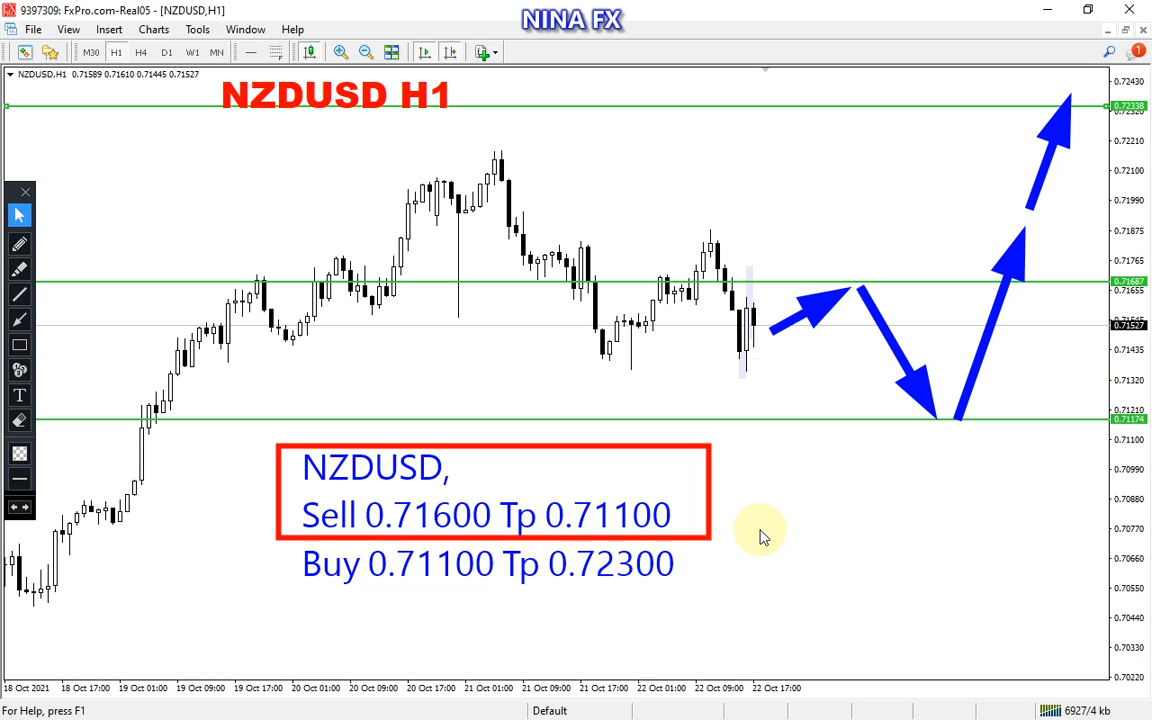 9397309: FxPro.com-Real05 - [NZDUSD,H1]
NINA FX
File View Insert Charts Tools Window Help
M30 H1 H4 D1 W1 MN
1
NZDUSD,H1 0.71589 0.71610 0.71445 0.71527
NZDUSD H1
0.72430
0.72338
0.72210
0.72100
0.71990
0.71875
0.71765
0.71687
0.71655
0.71527
0.71435
0.71320
0.71210
0.71174
0.71100
0.70990
0.70880
0.70770
0.70660
0.70550
0.70440
0.70330
0.70220
T
NZDUSD,
Sell 0.71600 Tp 0.71100
Buy 0.71100 Tp 0.72300
18 Oct 2021 18 Oct 17:00 19 Oct 01:00 19 Oct 09:00 19 Oct 17:00 20 Oct 01:00 20 Oct 09:00 20 Oct 17:00 21 Oct 01:00 21 Oct 09:00 21 Oct 17:00 22 Oct 01:00 22 Oct 09:00 22 Oct 17:00
For Help, press F1 Default 6927/4 kb